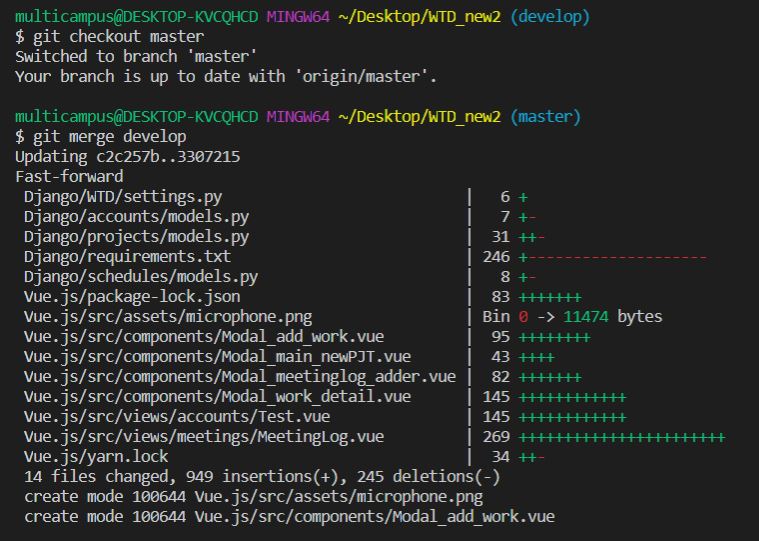 multicampus@DESKTOP-KVCQHCD MINGW64 ~/Desktop/WTD_new2 (develop)
$ git checkout master
Switched to branch 'master'
Your branch is up to date with 'origin/master'.
multicampus@DESKTOP-KVCQHCD MINGW64 ~/Desktop/WTD_new2 (master)
$ git merge develop
Updating c2c257b..3307215
Fast-forward
 Django/WTD/settings.py | 6 +
 Django/accounts/models.py | 7 +-
 Django/projects/models.py | 31 ++-
 Django/requirements.txt | 246 +--------------------
 Django/schedules/models.py | 8 +-
 Vue.js/package-lock.json | 83 +++++++
 Vue.js/src/assets/microphone.png | Bin 0 -> 11474 bytes
 Vue.js/src/components/Modal_add_work.vue | 95 ++++++++
 Vue.js/src/components/Modal_main_newPJT.vue | 43 ++++
 Vue.js/src/components/Modal_meetinglog_adder.vue | 82 +++++++
 Vue.js/src/components/Modal_work_detail.vue | 145 ++++++++++++
 Vue.js/src/views/accounts/Test.vue | 145 ++++++++++++
 Vue.js/src/views/meetings/MeetingLog.vue | 269 +++++++++++++++++++++++
 Vue.js/yarn.lock | 34 ++-
 14 files changed, 949 insertions(+), 245 deletions(-)
 create mode 100644 Vue.js/src/assets/microphone.png
 create mode 100644 Vue.js/src/components/Modal_add_work.vue